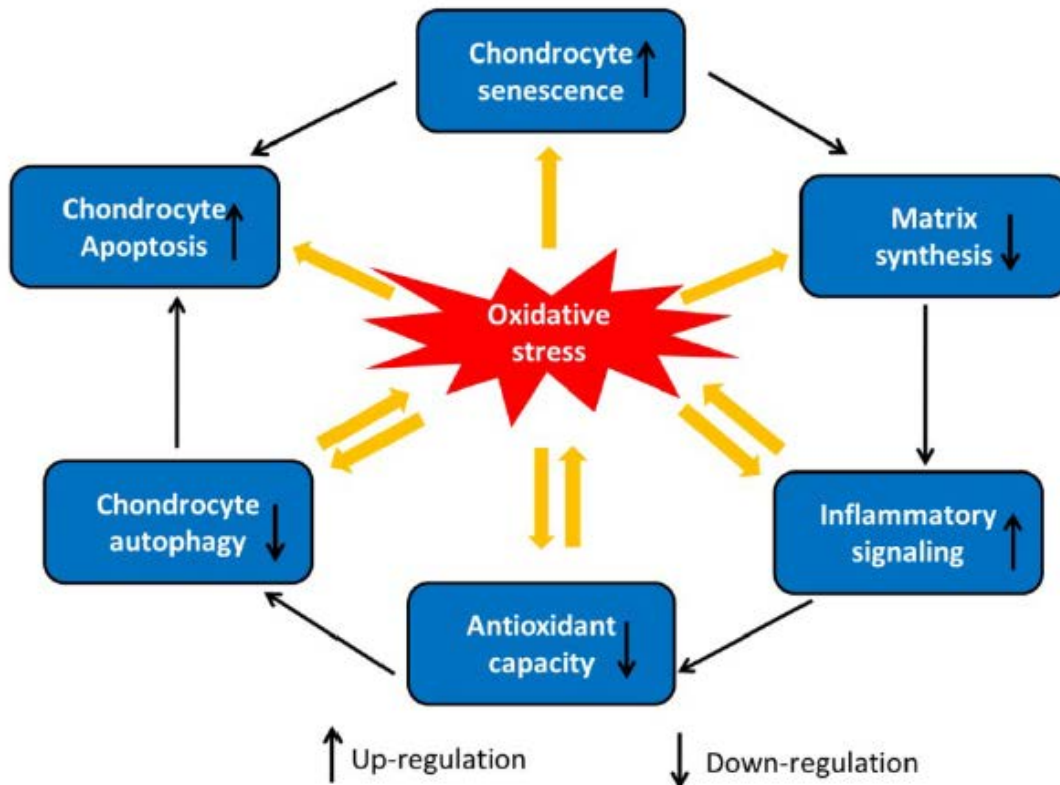 Chondrocyte
senescence
Chondrocyte
Apoptosis
Matrix
synthesis
Oxidative
stress
Chondrocyte
autophagy
Inflammatory
signaling
Antioxidant
capacity
Up-regulation
Down-regulation